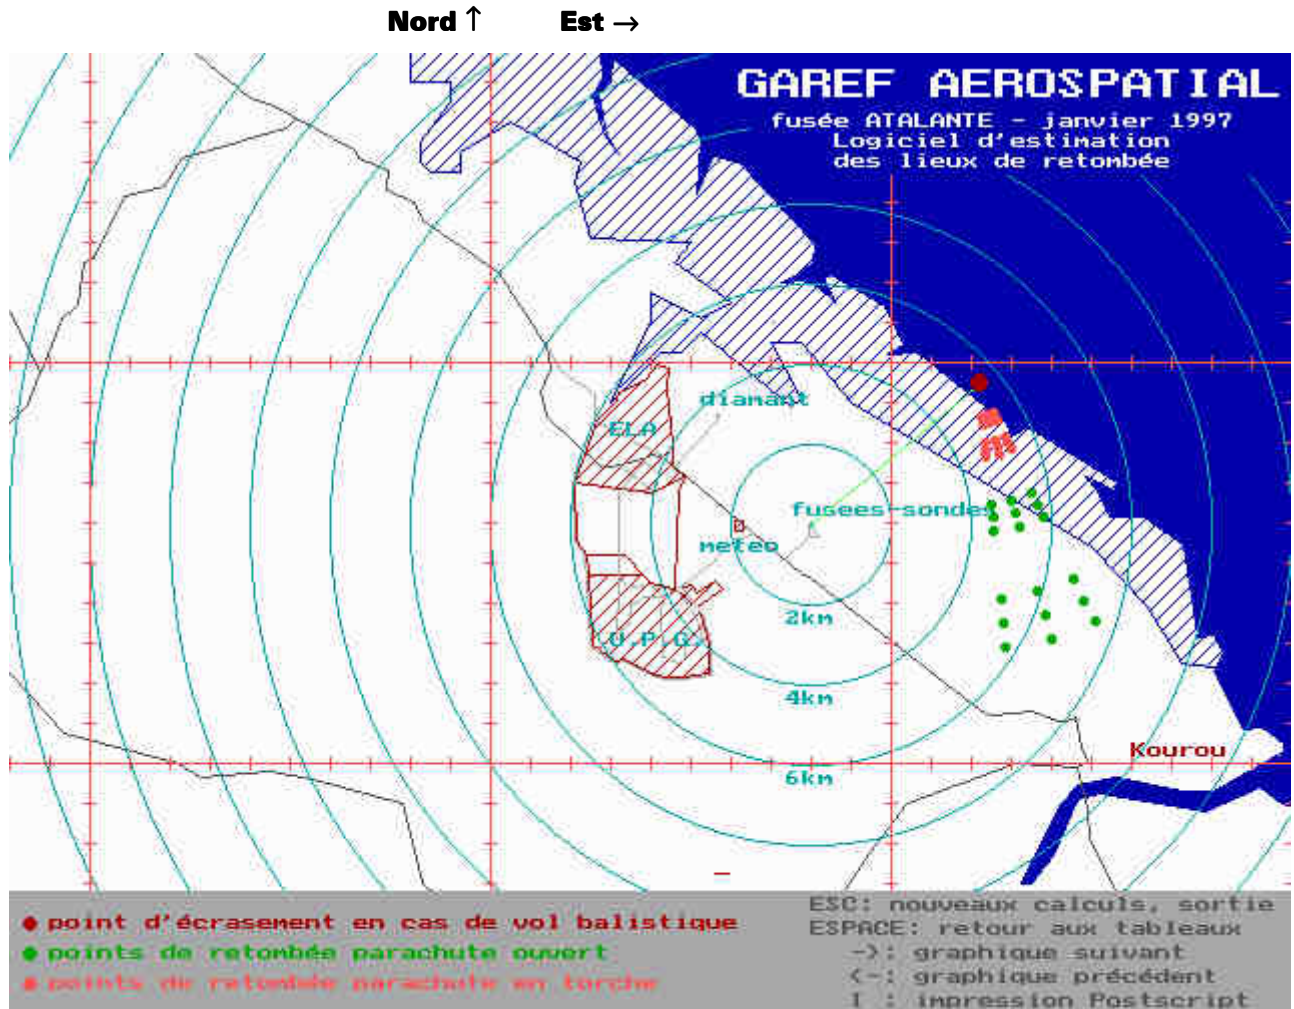 Nord ↑ Est →
GAREF AEROSPATIAL
fusée ATALANTE - janvier 1997
Logiciel d'estimation
des lieux de retombée
diamant
ELA
fusees-sondes
meteo
2km
U.P.G.
4km
Kourou
6km
point d'écrasement en cas de vol balistique
points de retombée parachute ouvert
points de retombée parachute en torche
ESC: nouveaux calculs, sortie
ESPACE: retour aux tableaux
->: graphique suivant
<-: graphique précédent
I : impression Postscript